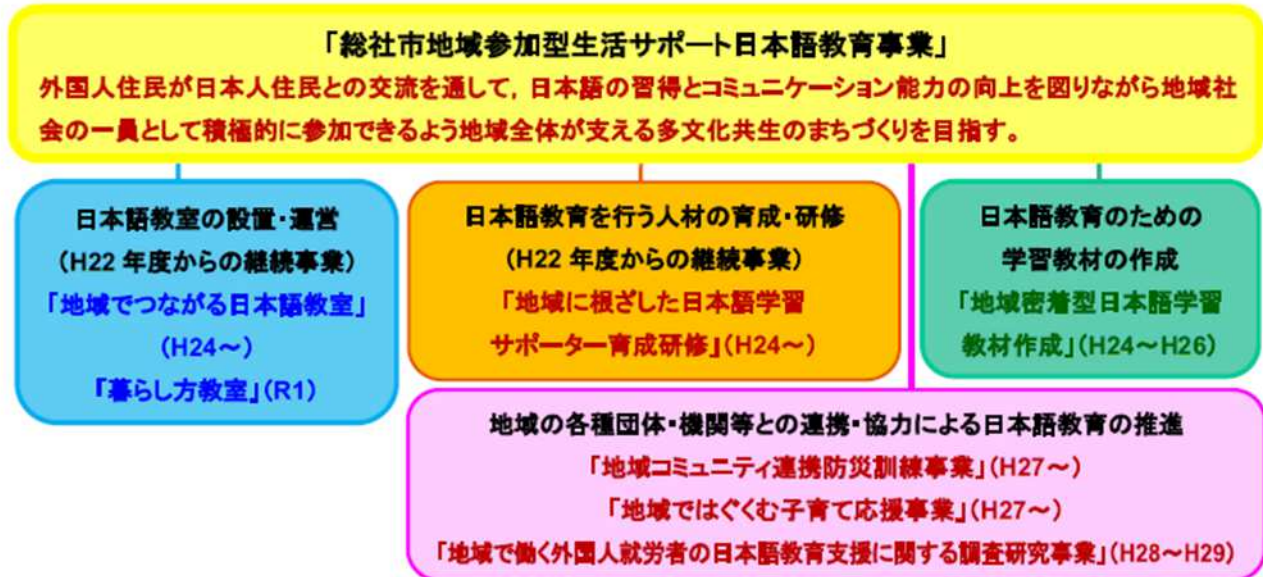 「総社市地域参加型生活サポート日本語教育事業」
外国人住民が日本人住民との交流を通して，日本語の習得とコミュニケーション能力の向上を図りながら地域社
会の一員として積極的に参加できるよう地域全体が支える多文化共生のまちづくりを目指す。
日本語教室の設置・運営
（H22 年度からの継続事業）
「地域でつながる日本語教室」
（H24～）
『暮らし方教室』（R1）
日本語教育を行う人材の育成・研修
（H22 年度からの継続事業）
「地域に根ざした日本語学習
サポーター育成研修」（H24～）
日本語教育のための
学習教材の作成
「地域密着型日本語学習
教材作成」（H24～H26）
地域の各種団体・機関等との連携・協力による日本語教育の推進
「地域コミュニティ連携防災訓練事業」（H27～）
「地域ではぐくむ子育て応援事業」（H27～）
「地域で働く外国人就労者の日本語教育支援に関する調査研究事業」（H28～H29）